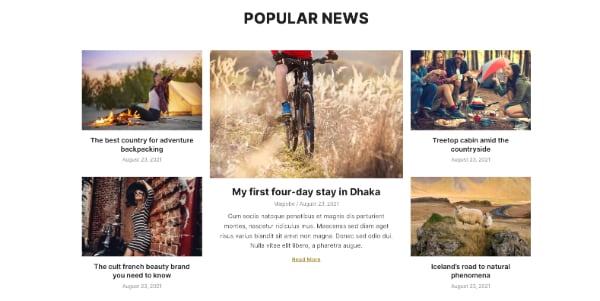 POPULAR NEWS
The best country for adventure
backpacking
August 23, 2021
The cult french beauty brand
you need to know
August 23, 2021
My first four-day stay in Dhaka
/ August 23, 2021
Cum sociis natoque penatibus et magnis dis parturient
montes, nascetur ridiculus mus. Maecenas sed diam eget
risus varius blandit sit amet non magna. Donec sed odio dui.
Nulla vitae elit libero, a pharetra augue.
Read More
Treetop cabin amid the
countryside
August 23, 2021
Iceland's road to natural
phenomena
August 23, 2021